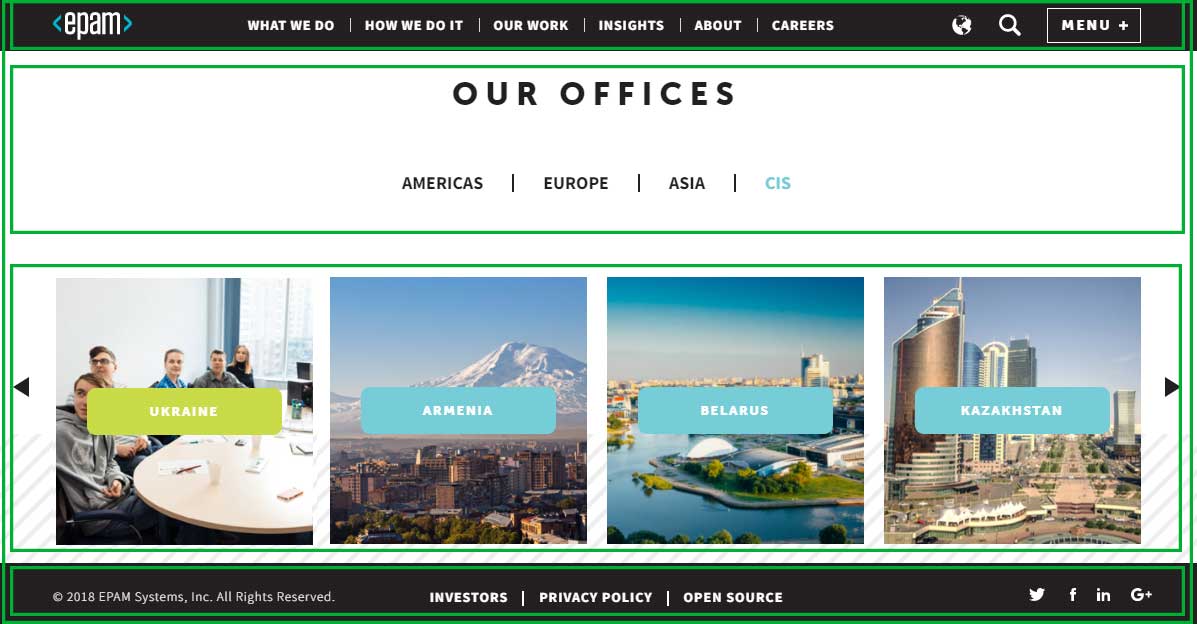 <epam>
WHAT WE DO | HOW WE DO IT | OUR WORK | INSIGHTS | ABOUT | CAREERS
MENU +
OUR OFFICES
AMERICAS | EUROPE | ASIA | CIS
UKRAINE
ARMENIA
BELARUS
KAZAKHSTAN
© 2018 EPAM Systems, Inc. All Rights Reserved.
INVESTORS | PRIVACY POLICY | OPEN SOURCE
f in G+